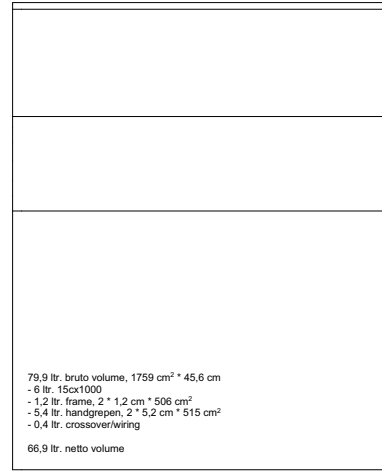 79,9 ltr. bruto volume, 1759 cm² * 45,6 cm
- 6 ltr. 15cx1000
- 1,2 ltr. frame, 2 * 1,2 cm * 506 cm²
- 5,4 ltr. handgrepen, 2 * 5,2 cm * 515 cm²
- 0,4 ltr. crossover/wiring
66,9 ltr. netto volume